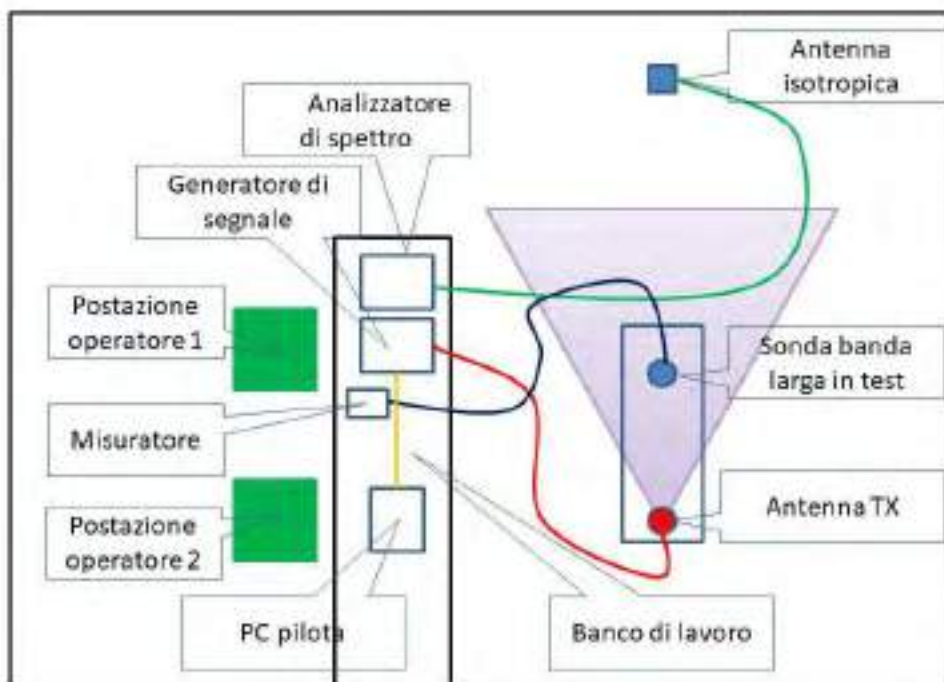 Antenna
isotropica
Analizzatore
di spettro
Generatore di
segnale
Postazione
operatore 1
Sonda banda
larga in test
Misuratore
Antenna TX
Postazione
operatore 2
PC pilota
Banco di lavoro